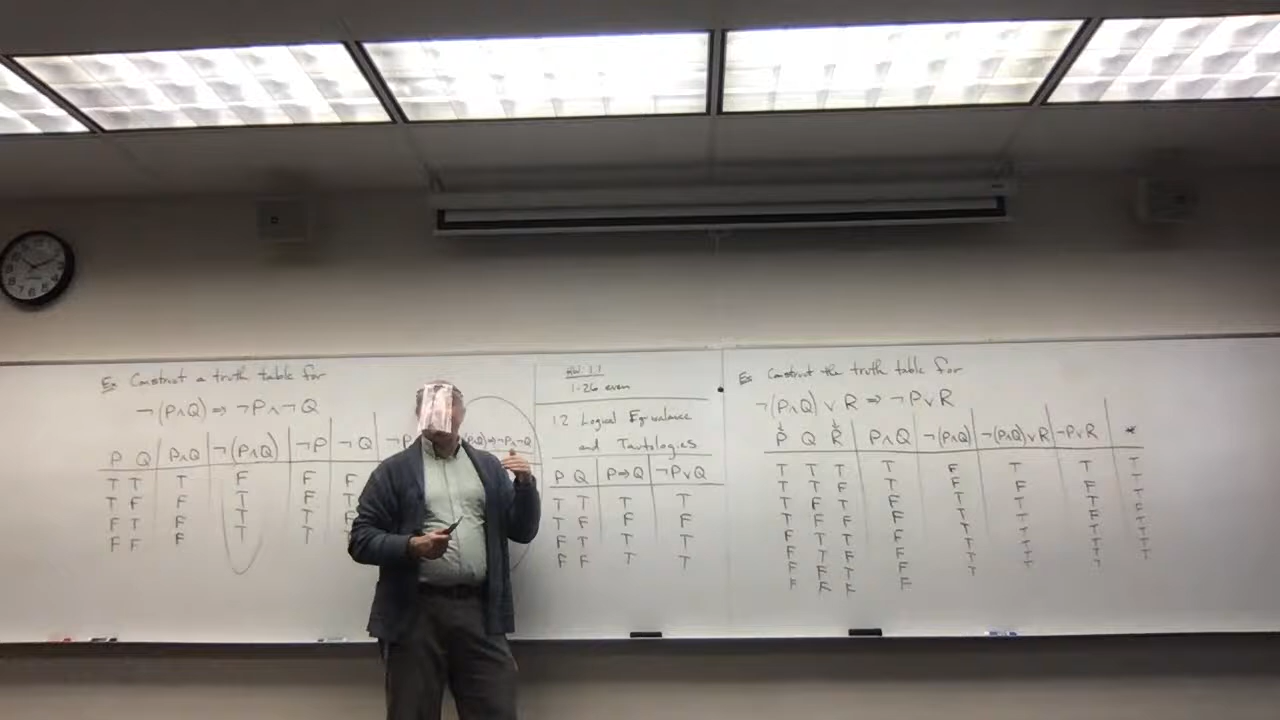 Ex Construct a truth table for
¬(P∧Q) ⇒ ¬P∧¬Q
P Q P∧Q ¬(P∧Q) ¬P ¬Q ¬P (P∧Q)⇒¬P∧¬Q
T T T F F F
T F F T F
F T F T T F
F F F T T
HW: 1.1
1-26 even
1.2 Logical Equivalence
and Tautologies
P Q P⇒Q ¬P∨Q
T T T T
T F F F
F T T T
F F T T
Ex Construct the truth table for
¬(P∧Q) ∨ R ⇒ ¬P∨R
P Q R P∧Q ¬(P∧Q) ¬(P∧Q)∨R ¬P∨R *
T T T T F T T T
T T F T F F F T
T F T F T T T T
T F F F T T F F
F T T F T T T T
F T F F T T T T
F F T F T T T T
F F F F T T T T